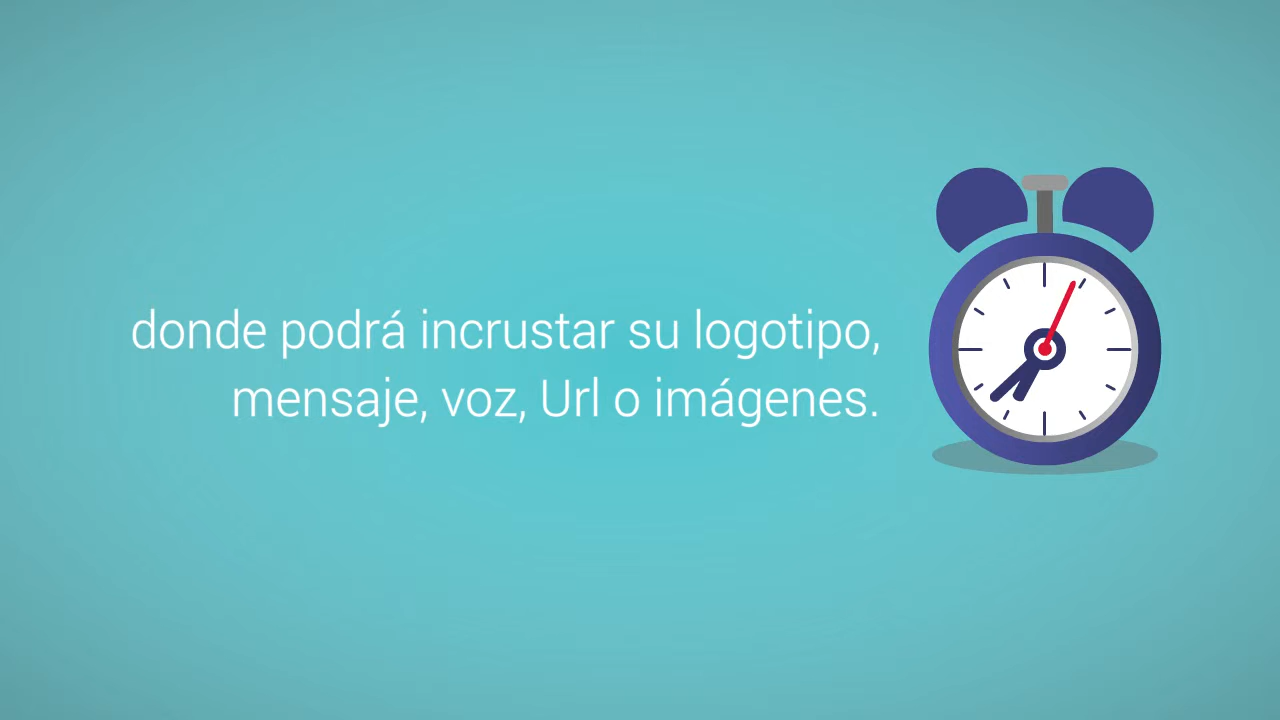 donde podrá incrustar su logotipo,
mensaje, voz, Url o imágenes.